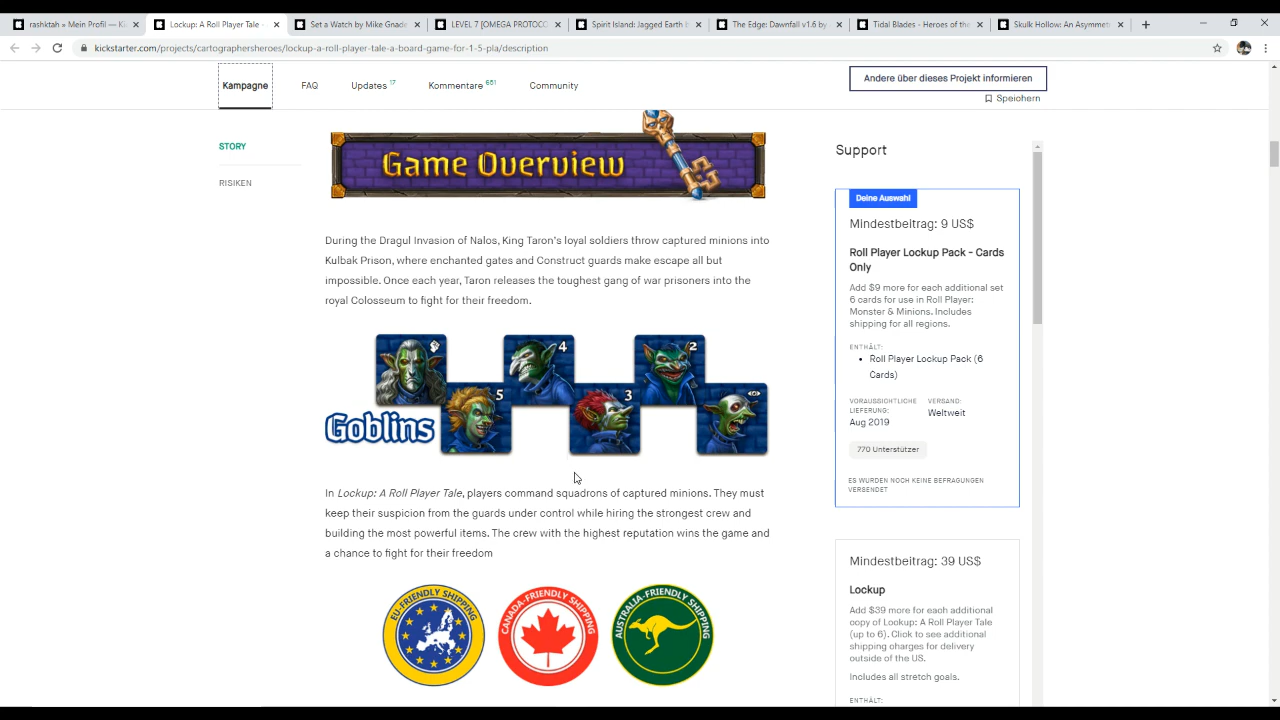 rashktah » Mein Profil — Ki
Lockup: A Roll Player Tale -
Set a Watch by Mike Gnade
LEVEL 7 [OMEGA PROTOCO
Spirit Island: Jagged Earth b
The Edge: Dawnfall v1.6 by
Tidal Blades - Heroes of the
Skulk Hollow: An Asymmet
kickstarter.com/projects/cartographersheroes/lockup-a-roll-player-tale-a-board-game-for-1-5-pla/description
Kampagne
FAQ
Updates 17
Kommentare 651
Community
Andere über dieses Projekt informieren
Speichern
STORY
RISIKEN
Game Overview
During the Dragul Invasion of Nalos, King Taron's loyal soldiers throw captured minions into
Kulbak Prison, where enchanted gates and Construct guards make escape all but
impossible. Once each year, Taron releases the toughest gang of war prisoners into the
royal Colosseum to fight for their freedom.
4
2
5
3
Goblins
In Lockup: A Roll Player Tale, players command squadrons of captured minions. They must
keep their suspicion from the guards under control while hiring the strongest crew and
building the most powerful items. The crew with the highest reputation wins the game and
a chance to fight for their freedom
EU-FRIENDLY SHIPPING
CANADA-FRIENDLY SHIPPING
AUSTRALIA-FRIENDLY SHIPPING
Support
Deine Auswahl
Mindestbeitrag: 9 US$
Roll Player Lockup Pack - Cards
Only
Add $9 more for each additional set
6 cards for use in Roll Player:
Monster & Minions. Includes
shipping for all regions.
ENTHÄLT:
Roll Player Lockup Pack (6
Cards)
VORAUSSICHTLICHE
LIEFERUNG:
Aug 2019
VERSAND:
Weltweit
770 Unterstützer
ES WURDEN NOCH KEINE BEFRAGUNGEN
VERSENDET
Mindestbeitrag: 39 US$
Lockup
Add $39 more for each additional
copy of Lockup: A Roll Player Tale
(up to 6). Click to see additional
shipping charges for delivery
outside of the US.
Includes all stretch goals.
ENTHÄLT: